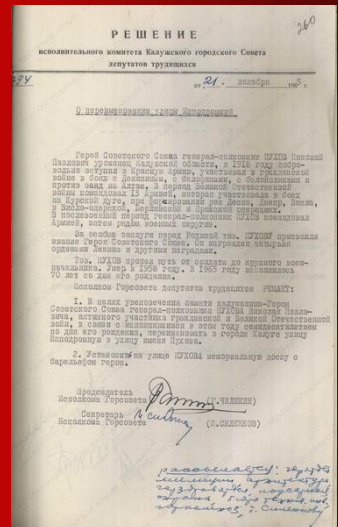 260
РЕШЕНИЕ
исполнительного комитета Калужского городского Совета
депутатов трудящихся
от 21. декабря 1965 г.
О переименовании улицы Ипподромной
Герой Советского Союза генерал-полковник ПУХОВ Николай
Павлович уроженец Калужской области, в 1918 году добро-
вольно вступил в Красную Армию, участвовал в гражданской
войне в боях с Деникиным, с белополяками и
против банд на Алтае. В период Великой Отечественной
войны командовал 13 Армией, которая участвовала в боях
на Курской дуге, при форсировании рек Десна, Днепр, Висла,
в Висло-одерской, Берлинской и Пражской операциях.
В послевоенный период генерал-полковник ПУХОВ командовал
Армией, затем рядом военных округов.
За особые заслуги перед Родиной тов. ПУХОВУ присвоено
звание Героя Советского Союза. Он награжден четырьмя
орденами Ленина и другими наградами.
Тов. ПУХОВ прошел путь от солдата до крупного воена-
чальника. Умер в 1958 году. В 1965 году исполнилось
70 лет со дня его рождения.
Исполком Горсовета депутатов трудящихся РЕШАЕТ:
1. В целях увековечения памяти калужанина-Героя
Советского Союза генерал-полковника ПУХОВА Николая Павло-
вича, активного участника гражданской и Великой Отечественной
войн, в связи с исполнившимся в этом году семидесятилетием
со дня его рождения, переименовать в городе Калуге улицу
Ипподромную в улицу имени Пухова.
2. Установить на улице ПУХОВА мемориальную доску с
барельефом героя.
Председатель
Исполкома Горсовета (Г.ЧИЛИКИН)
Секретарь
Исполкома Горсовета